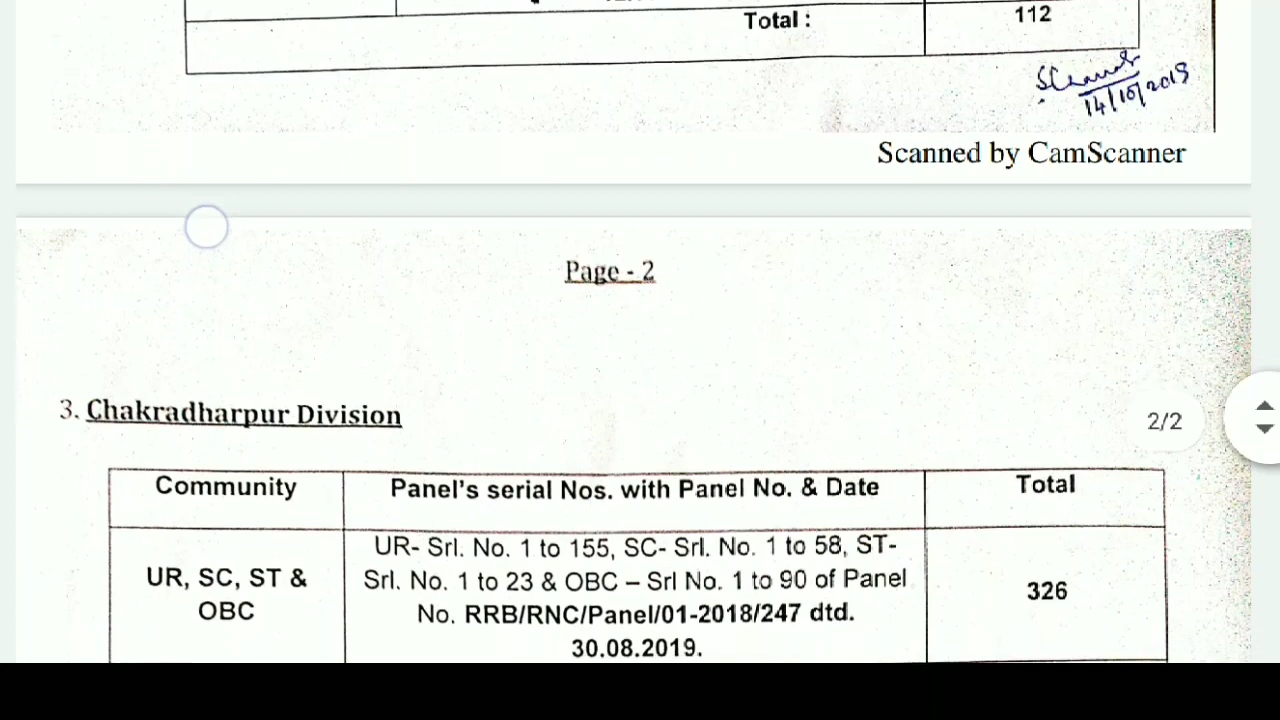 Total :
112
14/10/2019
Scanned by CamScanner
Page - 2
3. Chakradharpur Division
2/2
Community
Panel's serial Nos. with Panel No. & Date
Total
UR, SC, ST &
OBC
UR- Srl. No. 1 to 155, SC- Srl. No. 1 to 58, ST-
Srl. No. 1 to 23 & OBC – Srl No. 1 to 90 of Panel
No. RRB/RNC/Panel/01-2018/247 dtd.
30.08.2019.
326